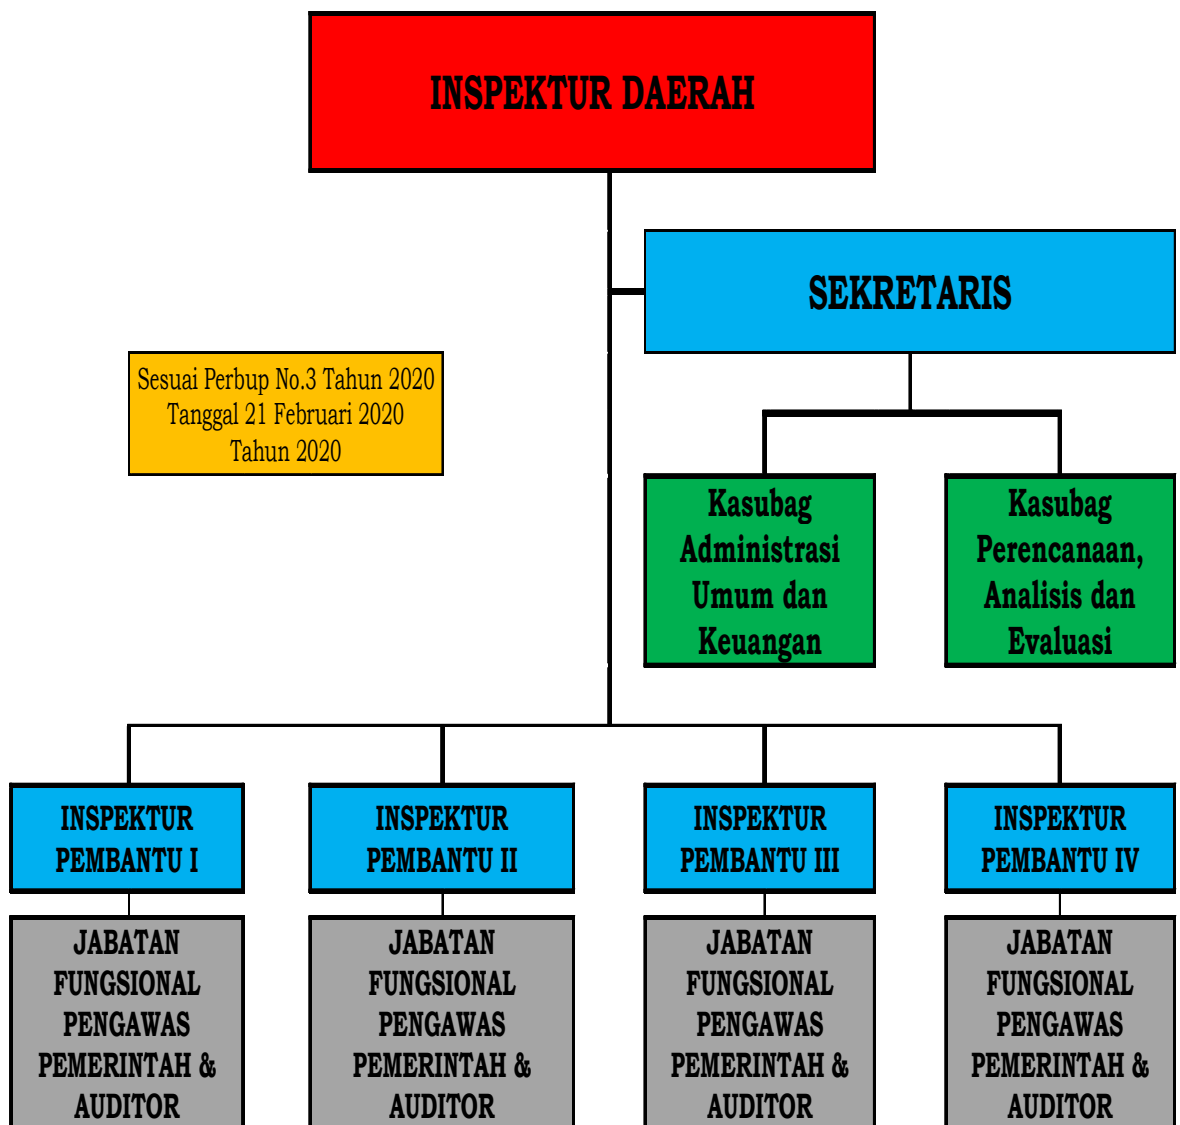 INSPEKTUR DAERAH
SEKRETARIS
Sesuai Perbup No.3 Tahun 2020
Tanggal 21 Februari 2020
Tahun 2020
Kasubag
Administrasi
Umum dan
Keuangan
Kasubag
Perencanaan,
Analisis dan
Evaluasi
INSPEKTUR
PEMBANTU I
INSPEKTUR
PEMBANTU II
INSPEKTUR
PEMBANTU III
INSPEKTUR
PEMBANTU IV
JABATAN
FUNGSIONAL
PENGAWAS
PEMERINTAH &
AUDITOR
JABATAN
FUNGSIONAL
PENGAWAS
PEMERINTAH &
AUDITOR
JABATAN
FUNGSIONAL
PENGAWAS
PEMERINTAH &
AUDITOR
JABATAN
FUNGSIONAL
PENGAWAS
PEMERINTAH &
AUDITOR